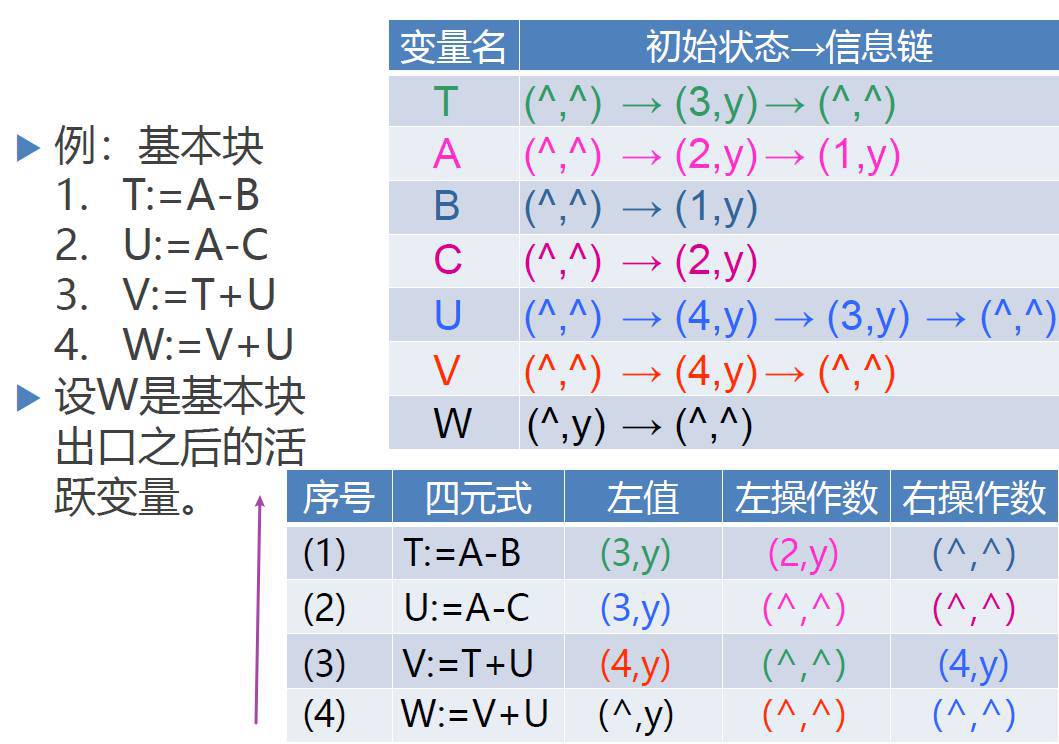 ▶ 例：基本块
1. T:=A-B
2. U:=A-C
3. V:=T+U
4. W:=V+U
▶ 设W是基本块
出口之后的活
跃变量。
变量名 初始状态→信息链
T (^,^) → (3,y) → (^,^)
A (^,^) → (2,y) → (1,y)
B (^,^) → (1,y)
C (^,^) → (2,y)
U (^,^) → (4,y) → (3,y) → (^,^)
V (^,^) → (4,y) → (^,^)
W (^,y) → (^,^)
序号 四元式 左值 左操作数 右操作数
(1) T:=A-B (3,y) (2,y) (^,^)
(2) U:=A-C (3,y) (^,^) (^,^)
(3) V:=T+U (4,y) (^,^) (4,y)
(4) W:=V+U (^,y) (^,^) (^,^)